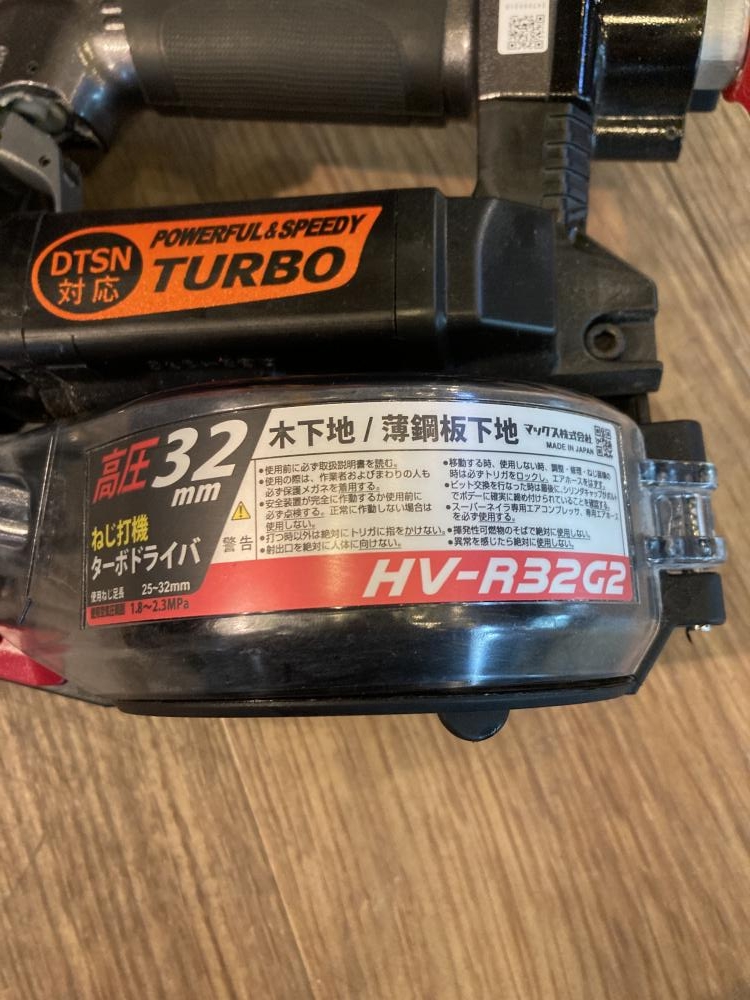 DTSN
対応
POWERFUL&SPEEDY
TURBO
高圧 32
mm
ねじ打機
ターボドライバ
使用ねじ足長 25~32mm
1.8~2.3MPa
木下地 / 薄鋼板下地
マックス株式会社
MADE IN JAPAN
警告
•使用前に必ず取扱説明書を読む。
•使用の際は、作業者およびまわりの人も
必ず保護メガネを着用する。
•安全装置が完全に作動するか使用前に
必ず点検する。正常に作動しない場合は
使用しない。
•打つ時以外は絶対にトリガに指をかけない。
•射出口を絶対に人体に向けない。
•移動する時、使用しない時、調整・修理・ねじ装填の
時は必ずトリガをロックし、エアホースをはずす。
•ビット交換を行なった時は最後に、シリンダキャップがボルト
でボデーに確実に締め付けられていることを確認する。
•スーパーネイラ専用エアコンプレッサ、専用エアホース
を必ず使用する。
•揮発性可燃物のそばで絶対に使用しない。
•異常を感じたら絶対に使用しない。
HV-R32G2